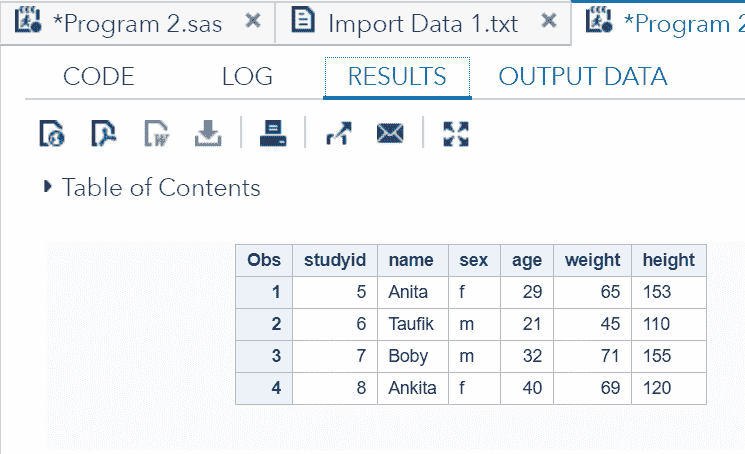 *Program 2.sas Import Data 1.txt *Program 2
CODE LOG RESULTS OUTPUT DATA
Table of Contents
Obs studyid name sex age weight height
1 5 Anita f 29 65 153
2 6 Taufik m 21 45 110
3 7 Boby m 32 71 155
4 8 Ankita f 40 69 120